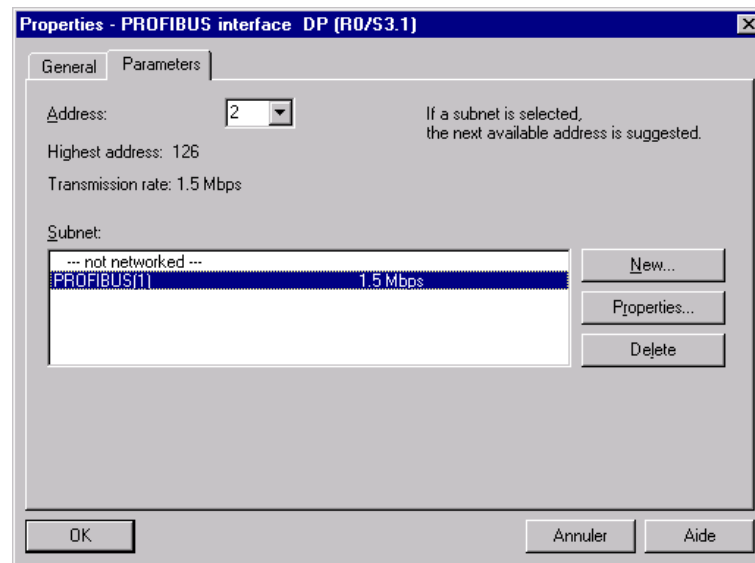 Properties - PROFIBUS interface DP (R0/S3.1)
General Parameters
Address: 2
If a subnet is selected,
the next available address is suggested.
Highest address: 126
Transmission rate: 1.5 Mbps
Subnet:
--- not networked ---
PROFIBUS(1) 1.5 Mbps
New...
Properties...
Delete
OK Annuler Aide